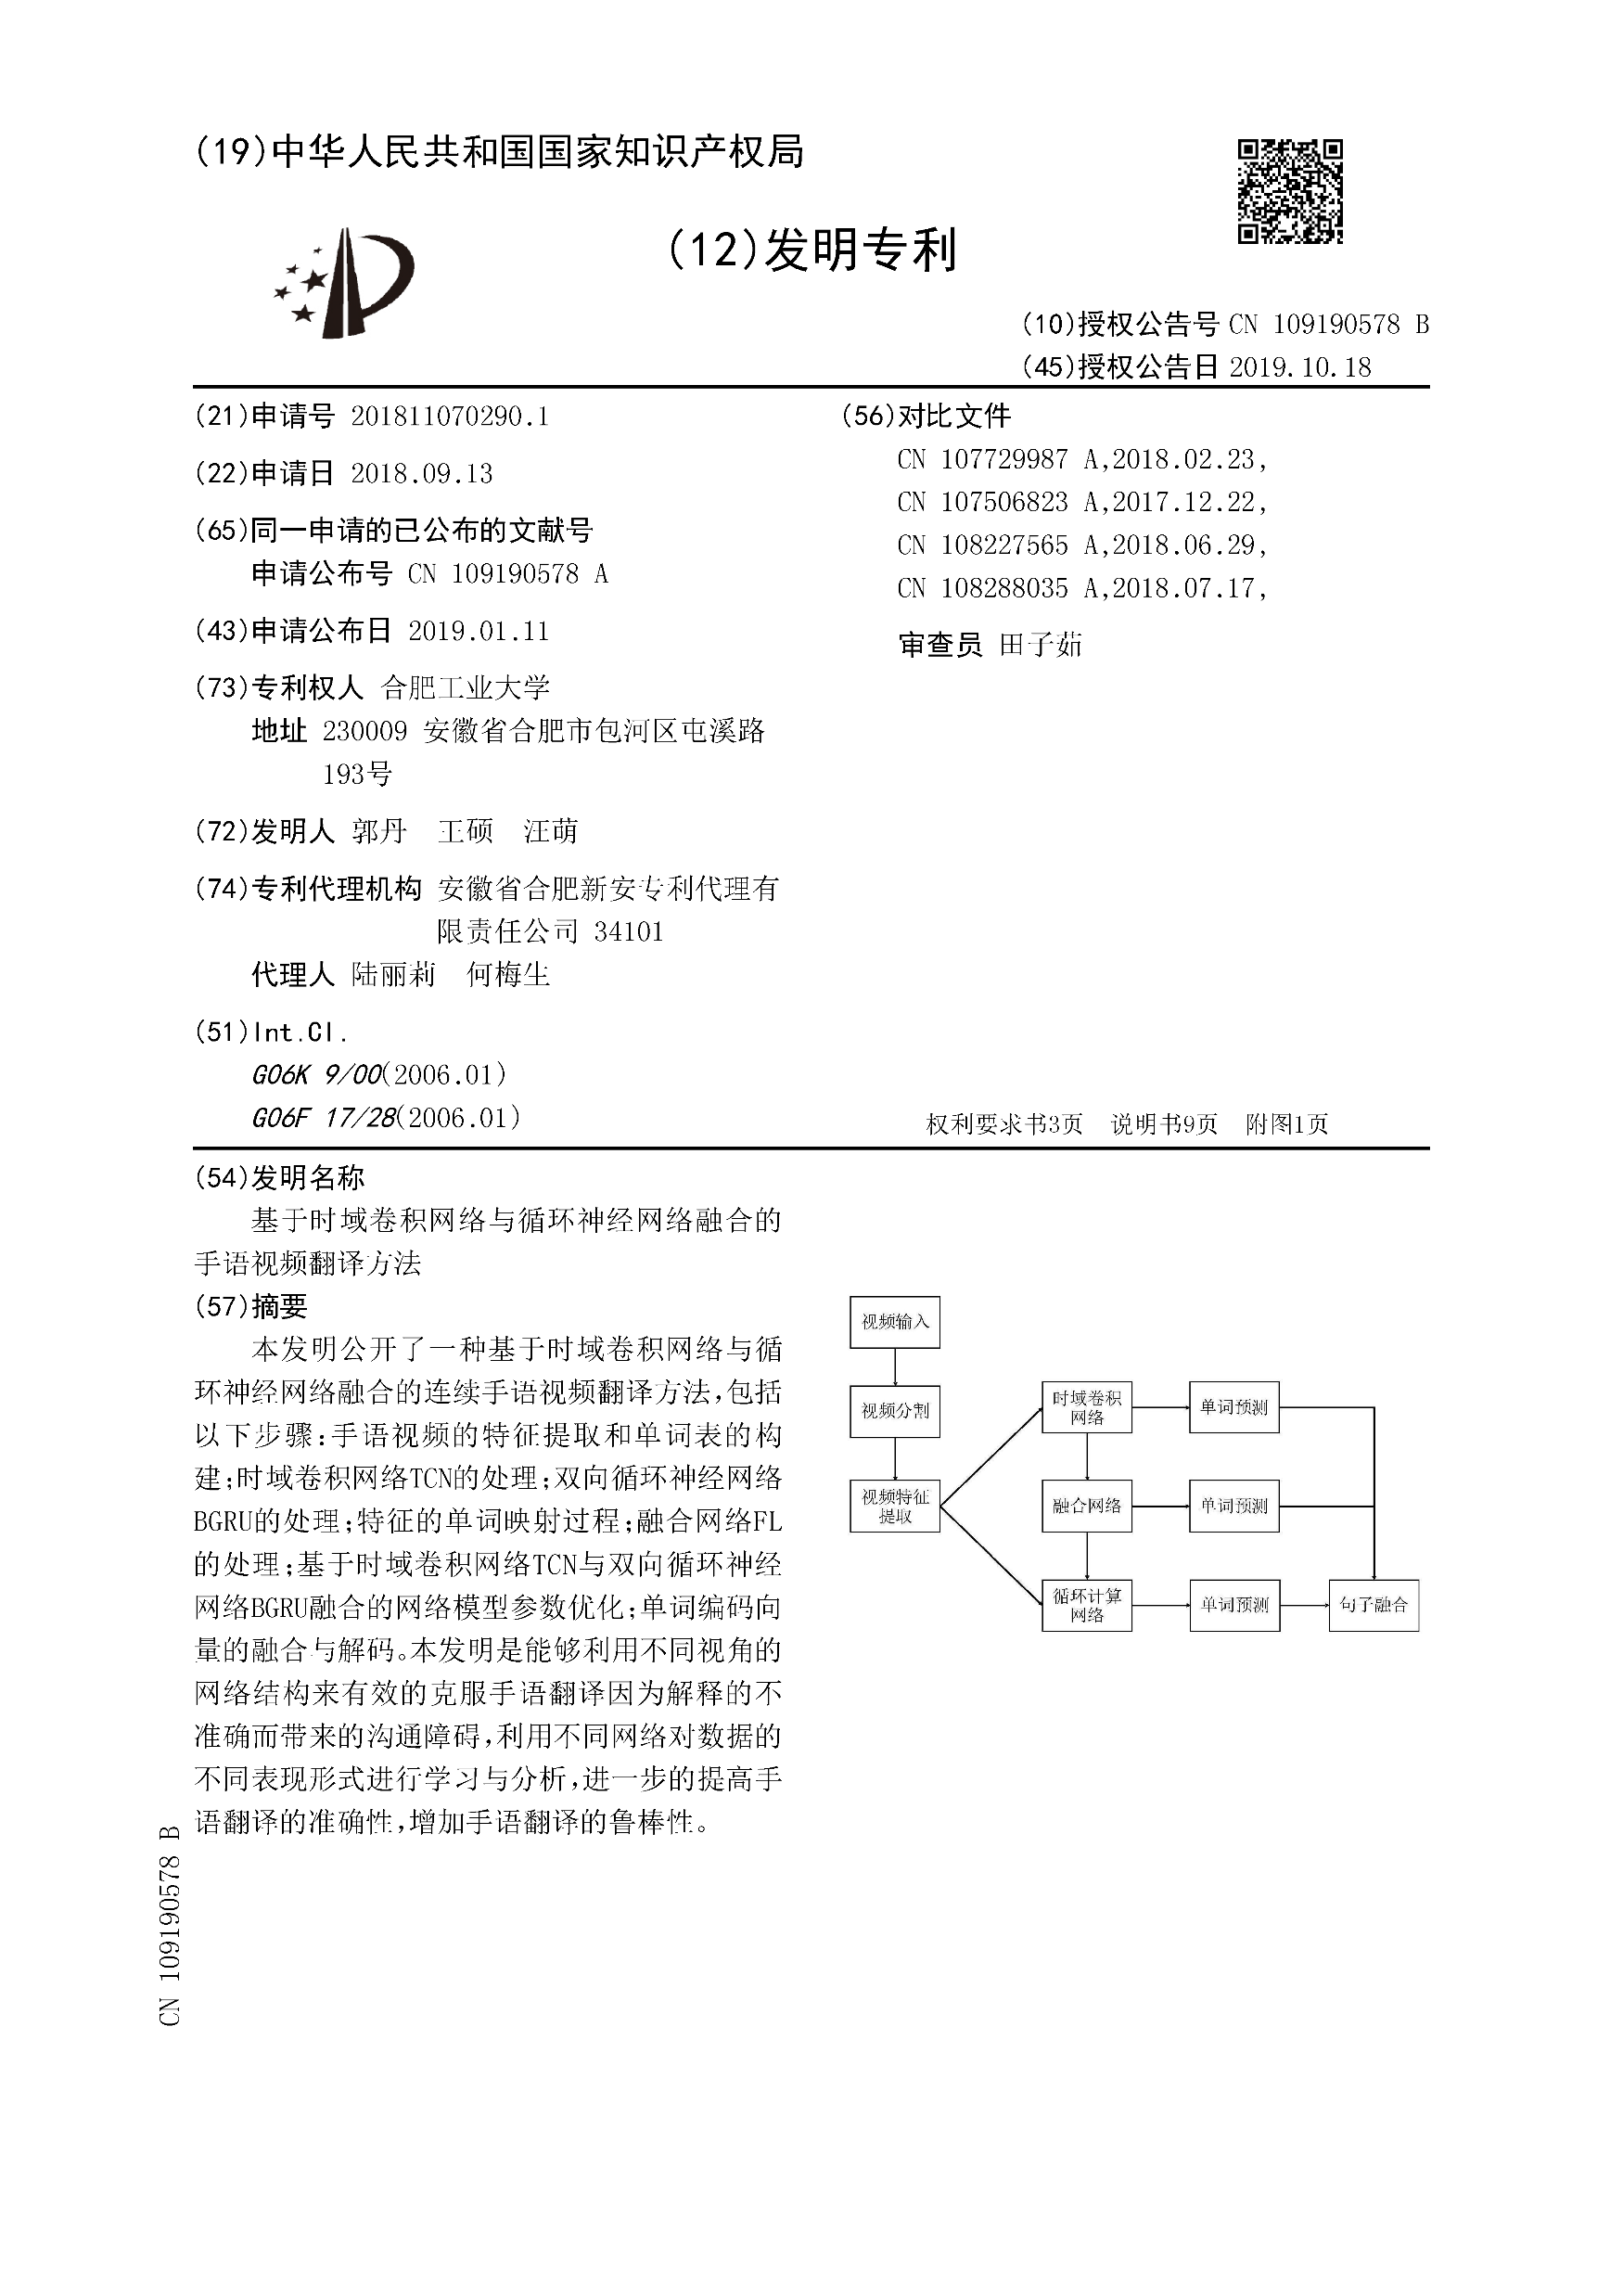 (19)中华人民共和国国家知识产权局
(12)发明专利
(10)授权公告号 CN 109190578 B
(45)授权公告日 2019.10.18
(21)申请号 201811070290.1
(22)申请日 2018.09.13
(65)同一申请的已公布的文献号
申请公布号 CN 109190578 A
(43)申请公布日 2019.01.11
(73)专利权人 合肥工业大学
地址 230009 安徽省合肥市包河区屯溪路
193号
(72)发明人 郭丹 王硕 汪萌
(74)专利代理机构 安徽省合肥新安专利代理有
限责任公司 34101
代理人 陆丽莉 何梅生
(51)Int.Cl.
G06K 9/00(2006.01)
G06F 17/28(2006.01)
(56)对比文件
CN 107729987 A,2018.02.23,
CN 107506823 A,2017.12.22,
CN 108227565 A,2018.06.29,
CN 108288035 A,2018.07.17,
审查员 田子茹
权利要求书3页 说明书9页 附图1页
(54)发明名称
基于时域卷积网络与循环神经网络融合的
手语视频翻译方法
(57)摘要
本发明公开了一种基于时域卷积网络与循
环神经网络融合的连续手语视频翻译方法,包括
以下步骤:手语视频的特征提取和单词表的构
建;时域卷积网络TCN的处理;双向循环神经网络
BGRU的处理;特征的单词映射过程;融合网络FL
的处理;基于时域卷积网络TCN与双向循环神经
网络BGRU融合的网络模型参数优化;单词编码向
量的融合与解码。本发明是能够利用不同视角的
网络结构来有效的克服手语翻译因为解释的不
准确而带来的沟通障碍,利用不同网络对数据的
不同表现形式进行学习与分析,进一步的提高手
语翻译的准确性,增加手语翻译的鲁棒性。
视频输入
视频分割
视频特征
提取
时域卷积
网络
单词预测
融合网络
单词预测
循环计算
网络
单词预测
句子融合
CN 109190578 B